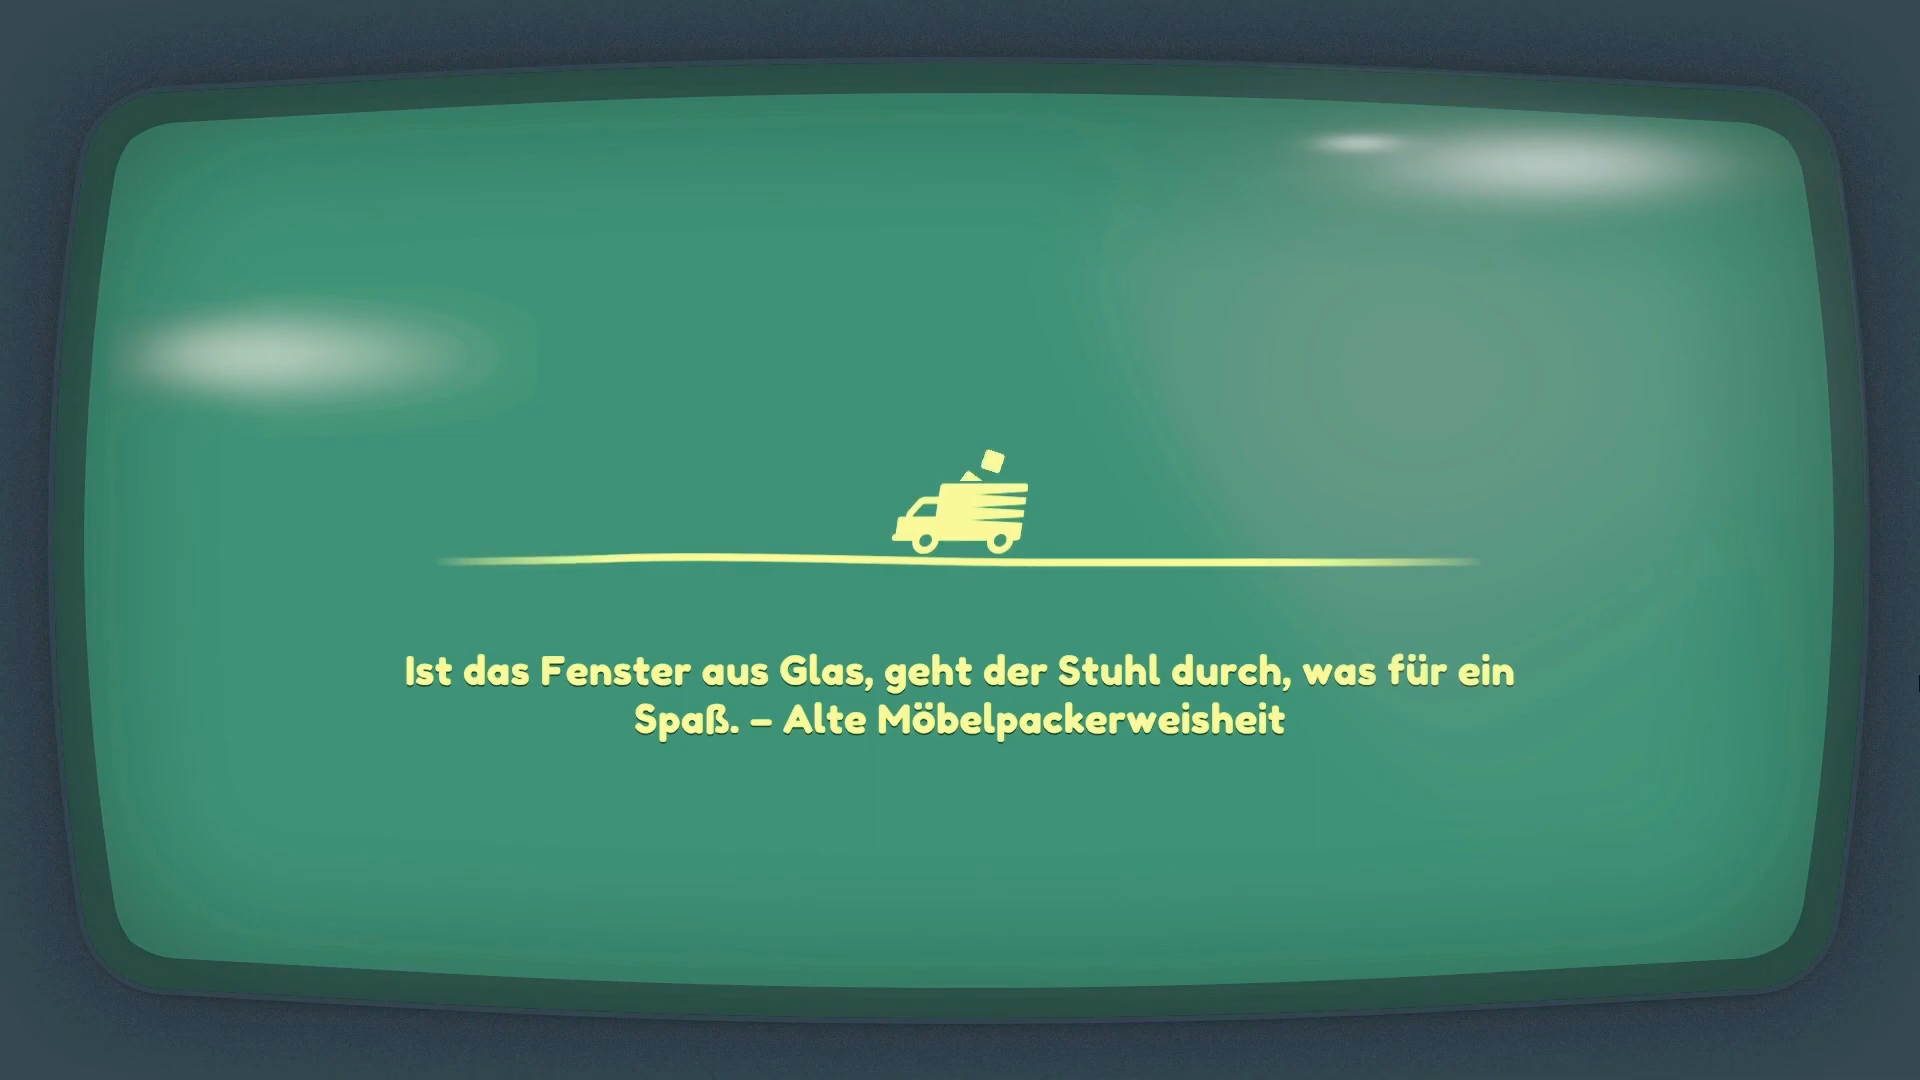 Ist das Fenster aus Glas, geht der Stuhl durch, was für ein
Spaß. – Alte Möbelpackerweisheit